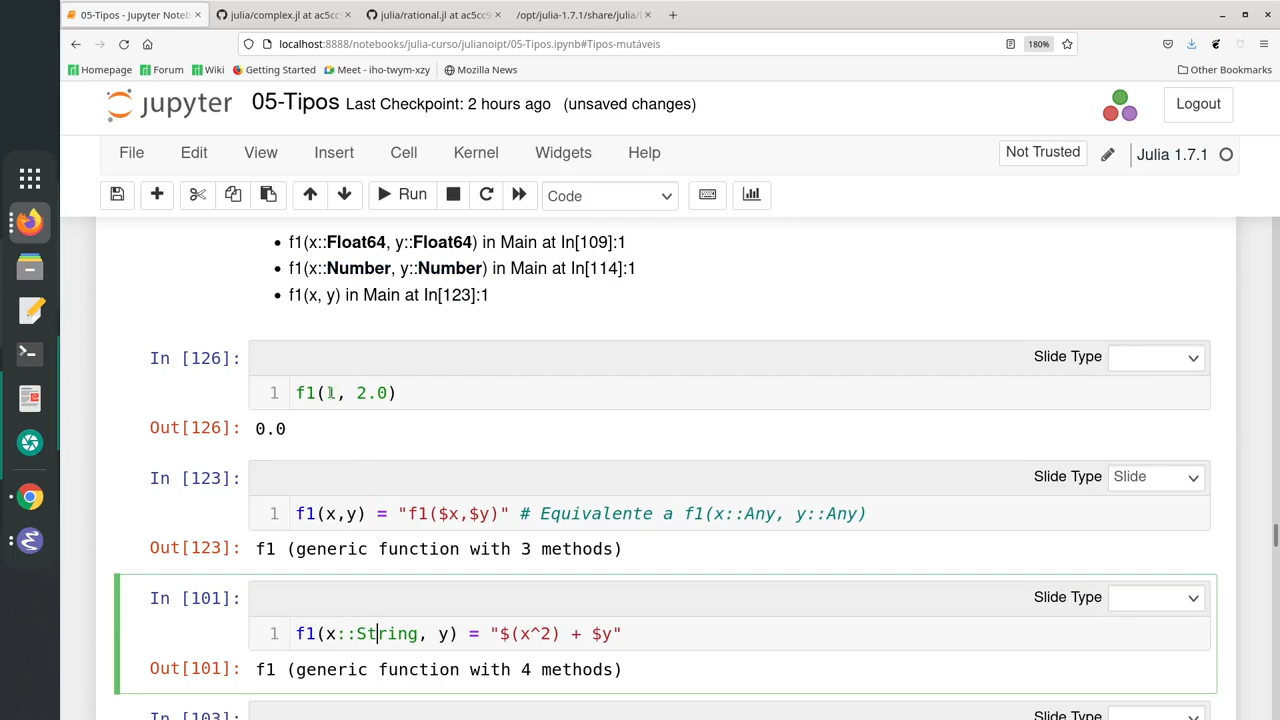 05-Tipos - Jupyter Noteb
julia/complex.jl at ac5cc
julia/rational.jl at ac5cc9
/opt/julia-1.7.1/share/julia/
localhost:8888/notebooks/julia-curso/julianoipt/05-Tipos.ipynb#Tipos-mutáveis
180%
Homepage
Forum
Wiki
Getting Started
Meet - iho-twym-xzy
Mozilla News
Other Bookmarks
jupyter
05-Tipos Last Checkpoint: 2 hours ago (unsaved changes)
Logout
File Edit View Insert Cell Kernel Widgets Help
Not Trusted
Julia 1.7.1
Run
Code
• f1(x::Float64, y::Float64) in Main at In[109]:1
• f1(x::Number, y::Number) in Main at In[114]:1
• f1(x, y) in Main at In[123]:1
In [126]:
Slide Type
1 f1(1, 2.0)
Out[126]: 0.0
In [123]:
Slide Type Slide
1 f1(x,y) = "f1($x,$y)" # Equivalente a f1(x::Any, y::Any)
Out[123]: f1 (generic function with 3 methods)
In [101]:
Slide Type
1 f1(x::String, y) = "$(x^2) + $y"
Out[101]: f1 (generic function with 4 methods)
In [103]:
Slide Type